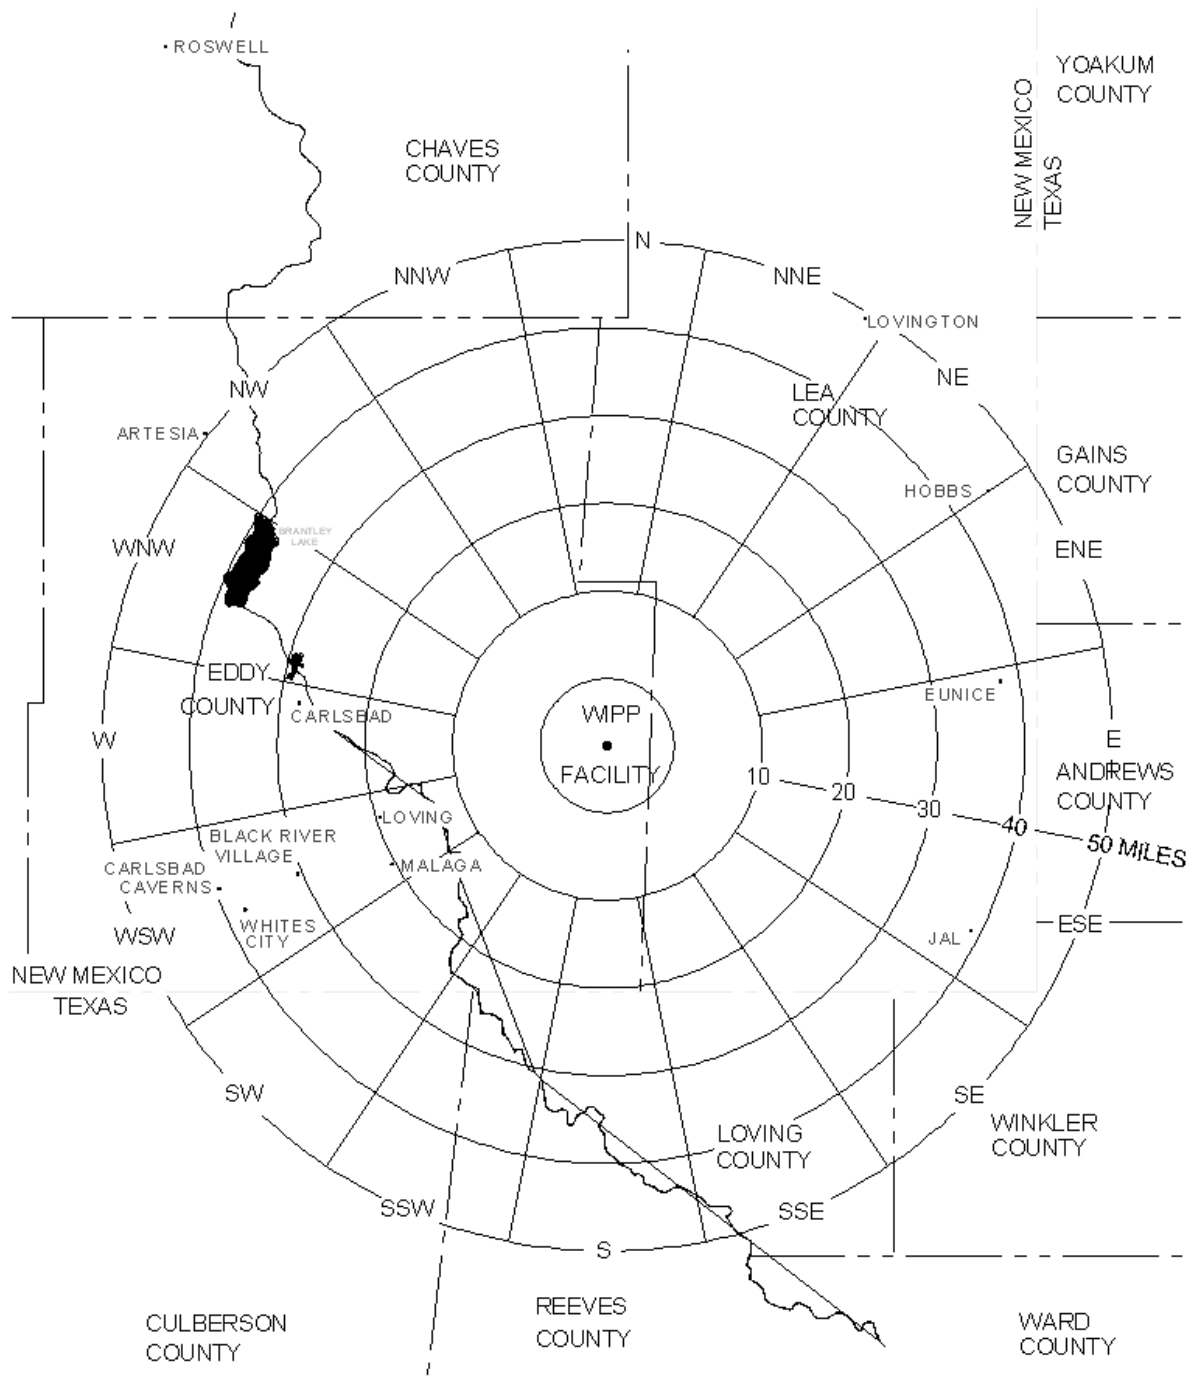 ROSWELL
YOAKUM
COUNTY
NEW MEXICO
TEXAS
CHAVES
COUNTY
N
NNW
NNE
LOVINGTON
NW
NE
LEA
COUNTY
ARTESIA
GAINS
COUNTY
HOBBS
BRANTLEY
LAKE
WNW
ENE
EDDY
COUNTY
EUNICE
CARLSBAD
WIPP
FACILITY
W
E
ANDREWS
COUNTY
10
20
30
40
50 MILES
LOVING
BLACK RIVER
VILLAGE
MALAGA
CARLSBAD
CAVERNS
WHITES
CITY
WSW
ESE
JAL
NEW MEXICO
TEXAS
SW
SE
WINKLER
COUNTY
LOVING
COUNTY
SSW
SSE
S
CULBERSON
COUNTY
REEVES
COUNTY
WARD
COUNTY